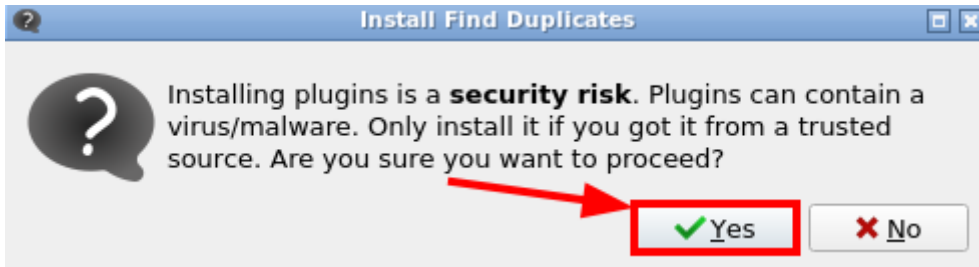 Install Find Duplicates
Installing plugins is a security risk. Plugins can contain a
virus/malware. Only install it if you got it from a trusted
source. Are you sure you want to proceed?
Yes
No